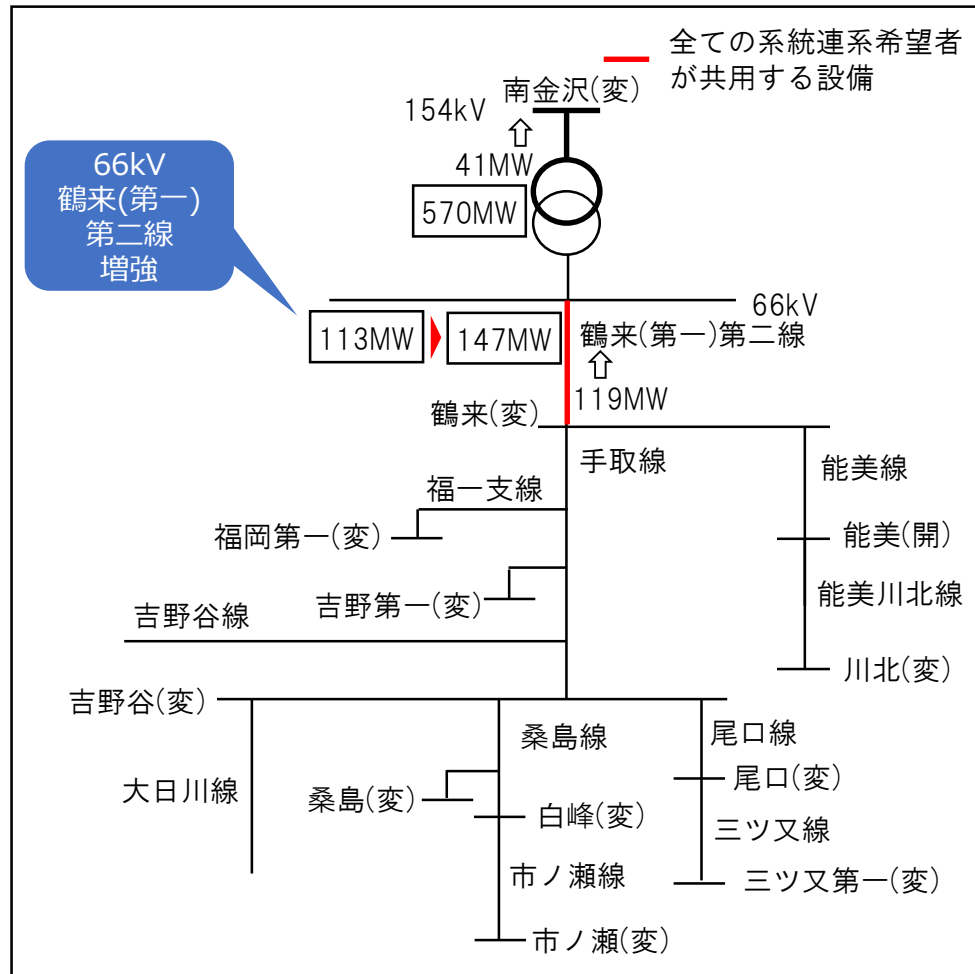 全ての系統連系希望者
が共用する設備
南金沢(変)
154kV
41MW
570MW
66kV
鶴来(第一)
第二線
増強
66kV
113MW
147MW
鶴来(第一)第二線
119MW
鶴来(変)
手取線
能美線
福一支線
福岡第一(変)
能美(開)
吉野第一(変)
能美川北線
吉野谷線
川北(変)
吉野谷(変)
桑島線
尾口線
大日川線
桑島(変)
尾口(変)
白峰(変)
三ツ又線
市ノ瀬線
三ツ又第一(変)
市ノ瀬(変)